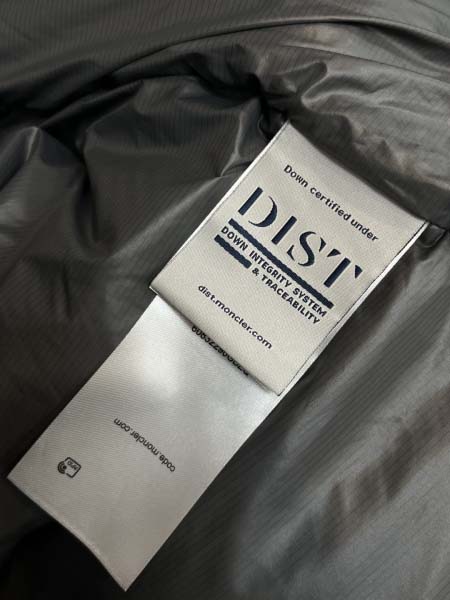 Down certified under
DIST
DOWN INTEGRITY SYSTEM
& TRACEABILITY
dist.moncler.com
code.moncler.com